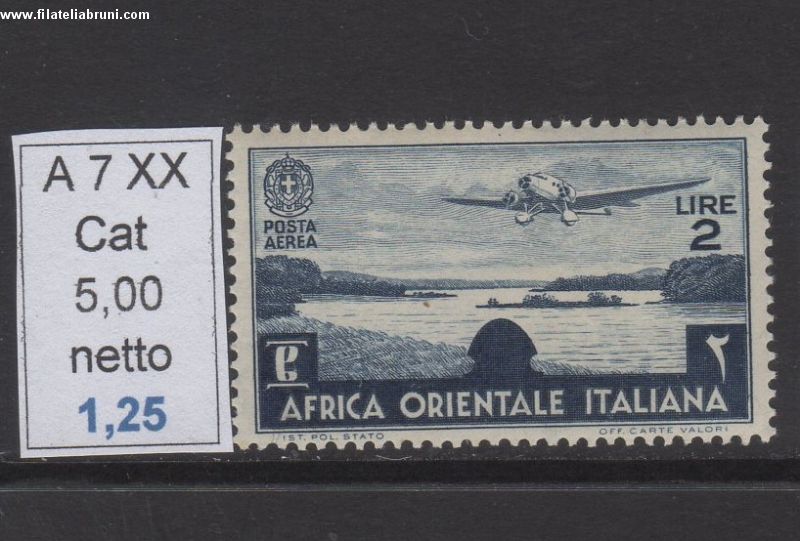 www.filateliabruni.com
A 7 XX
Cat
5,00
netto
1,25
POSTA
AEREA
LIRE
2
፪
٢
AFRICA ORIENTALE ITALIANA
IST. POL. STATO
OFF. CARTE VALORI